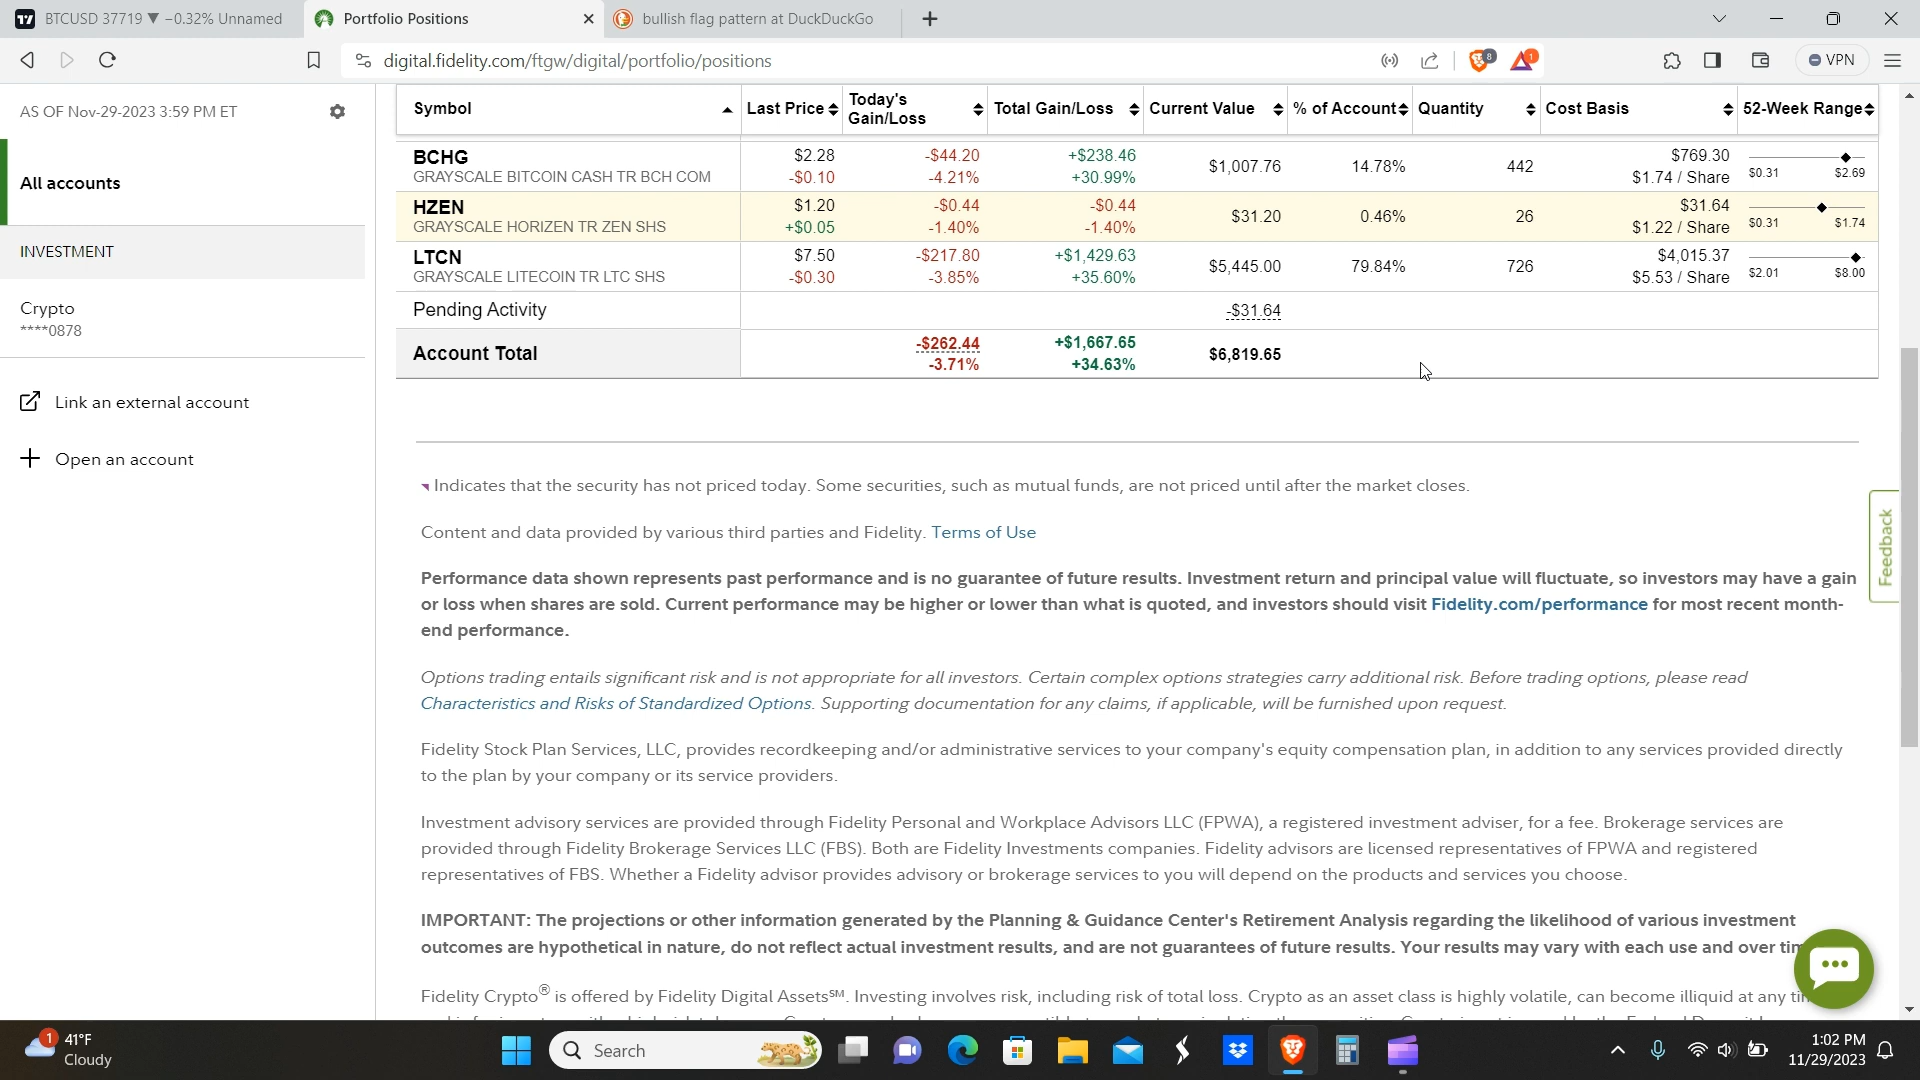 BTCUSD 37719 ▼ −0.32% Unnamed
Portfolio Positions
bullish flag pattern at DuckDuckGo
digital.fidelity.com/ftgw/digital/portfolio/positions
8
1
VPN
AS OF Nov-29-2023 3:59 PM ET
All accounts
INVESTMENT
Crypto
****0878
Link an external account
Open an account
Symbol Last Price Today's Gain/Loss Total Gain/Loss Current Value % of Account Quantity Cost Basis 52-Week Range
BCHG $2.28 -$44.20 +$238.46 $1,007.76 14.78% 442 $769.30
GRAYSCALE BITCOIN CASH TR BCH COM -$0.10 -4.21% +30.99% $1.74 / Share $0.31 $2.69
HZEN $1.20 -$0.44 -$0.44 $31.20 0.46% 26 $31.64
GRAYSCALE HORIZEN TR ZEN SHS +$0.05 -1.40% -1.40% $1.22 / Share $0.31 $1.74
LTCN $7.50 -$217.80 +$1,429.63 $5,445.00 79.84% 726 $4,015.37
GRAYSCALE LITECOIN TR LTC SHS -$0.30 -3.85% +35.60% $5.53 / Share $2.01 $8.00
Pending Activity -$31.64
Account Total -$262.44 +$1,667.65 $6,819.65
-3.71% +34.63%
Indicates that the security has not priced today. Some securities, such as mutual funds, are not priced until after the market closes.
Content and data provided by various third parties and Fidelity. Terms of Use
Performance data shown represents past performance and is no guarantee of future results. Investment return and principal value will fluctuate, so investors may have a gain
or loss when shares are sold. Current performance may be higher or lower than what is quoted, and investors should visit Fidelity.com/performance for most recent month-
end performance.
Options trading entails significant risk and is not appropriate for all investors. Certain complex options strategies carry additional risk. Before trading options, please read
Characteristics and Risks of Standardized Options. Supporting documentation for any claims, if applicable, will be furnished upon request.
Fidelity Stock Plan Services, LLC, provides recordkeeping and/or administrative services to your company's equity compensation plan, in addition to any services provided directly
to the plan by your company or its service providers.
Investment advisory services are provided through Fidelity Personal and Workplace Advisors LLC (FPWA), a registered investment adviser, for a fee. Brokerage services are
provided through Fidelity Brokerage Services LLC (FBS). Both are Fidelity Investments companies. Fidelity advisors are licensed representatives of FPWA and registered
representatives of FBS. Whether a Fidelity advisor provides advisory or brokerage services to you will depend on the products and services you choose.
IMPORTANT: The projections or other information generated by the Planning & Guidance Center's Retirement Analysis regarding the likelihood of various investment
outcomes are hypothetical in nature, do not reflect actual investment results, and are not guarantees of future results. Your results may vary with each use and over tim
Fidelity Crypto® is offered by Fidelity Digital Assets℠. Investing involves risk, including risk of total loss. Crypto as an asset class is highly volatile, can become illiquid at any tim
Feedback
1
41°F
Cloudy
Search
1:02 PM
11/29/2023